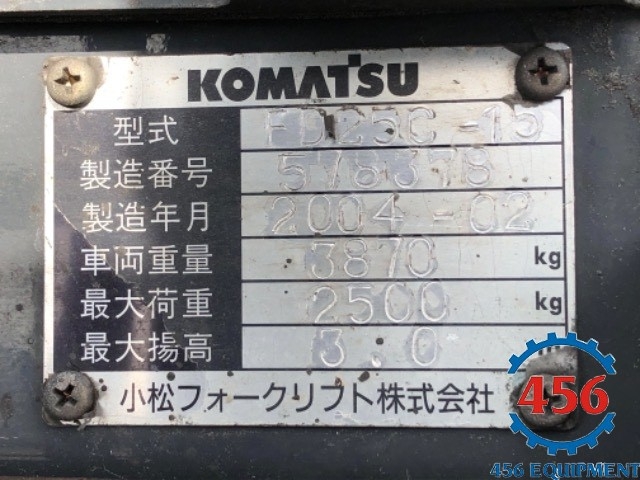 KOMATSU
型式 FD25C-15
製造番号 578378
製造年月 2004-02
車両重量 3870 kg
最大荷重 2500 kg
最大揚高 3.0
小松フォークリフト株式会社
456
456 EQUIPMENT